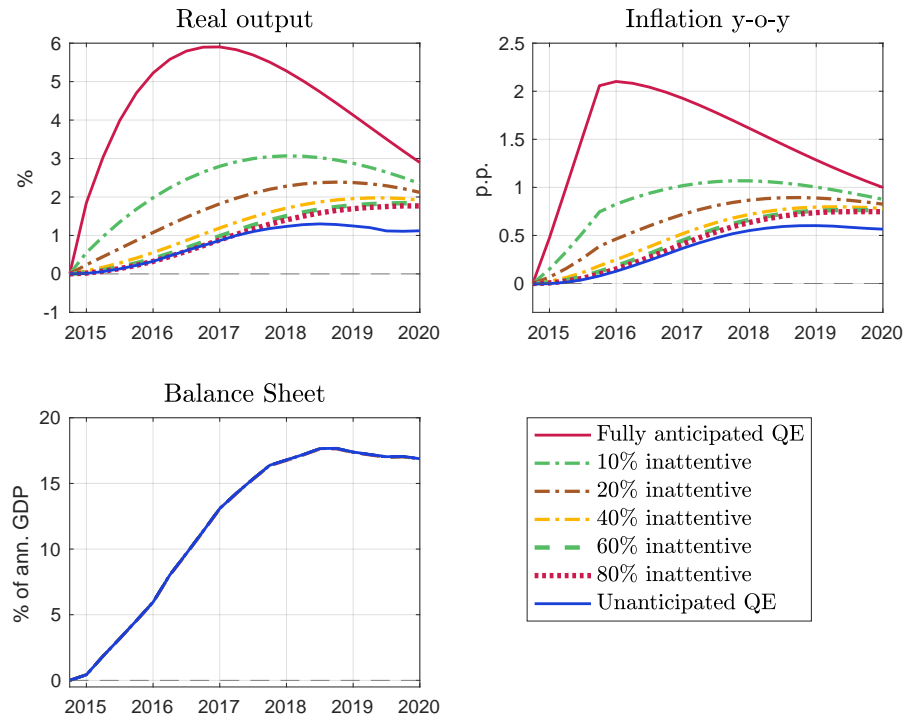 Real output
%
6
5
4
3
2
1
0
-1
2015 2016 2017 2018 2019 2020
Inflation y-o-y
p.p.
2.5
2
1.5
1
0.5
0
2015 2016 2017 2018 2019 2020
Balance Sheet
% of ann. GDP
20
15
10
5
0
2015 2016 2017 2018 2019 2020
Fully anticipated QE
10% inattentive
20% inattentive
40% inattentive
60% inattentive
80% inattentive
Unanticipated QE